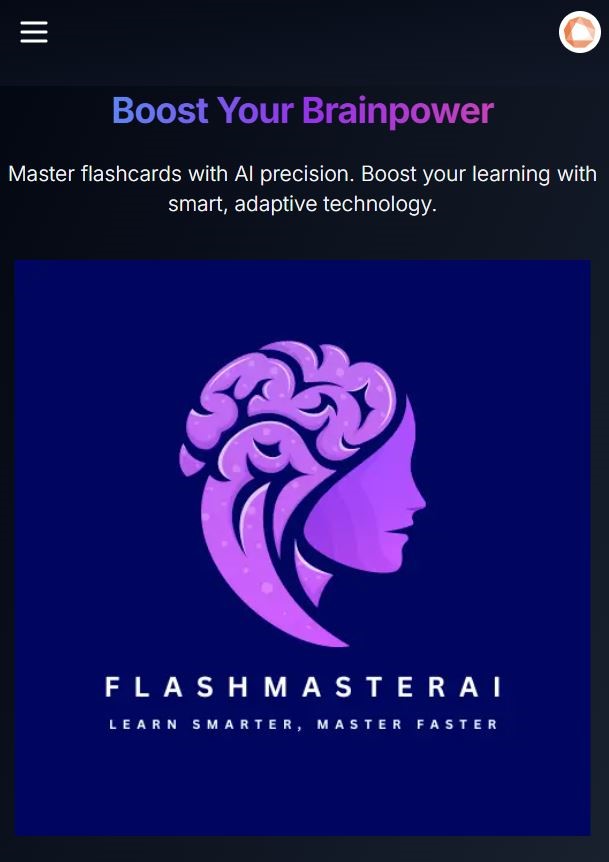 Boost Your Brainpower
Master flashcards with AI precision. Boost your learning with
smart, adaptive technology.
FLASHMASTERAI
LEARN SMARTER, MASTER FASTER